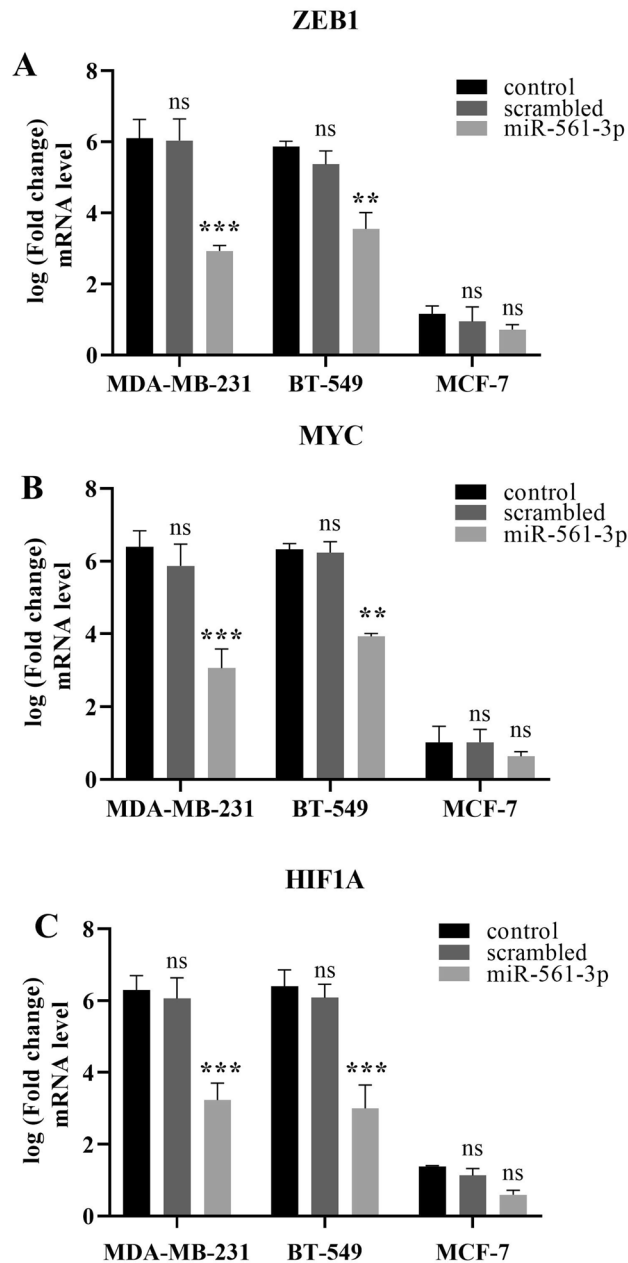 ZEB1
A
log (Fold change)
mRNA level
8
6
4
2
0
ns
***
ns
**
ns
ns
control
scrambled
miR-561-3p
MDA-MB-231
BT-549
MCF-7
MYC
B
log (Fold change)
mRNA level
8
6
4
2
0
ns
***
ns
**
ns
ns
control
scrambled
miR-561-3p
MDA-MB-231
BT-549
MCF-7
HIF1A
C
log (Fold change)
mRNA level
8
6
4
2
0
ns
***
ns
***
ns
ns
control
scrambled
miR-561-3p
MDA-MB-231
BT-549
MCF-7